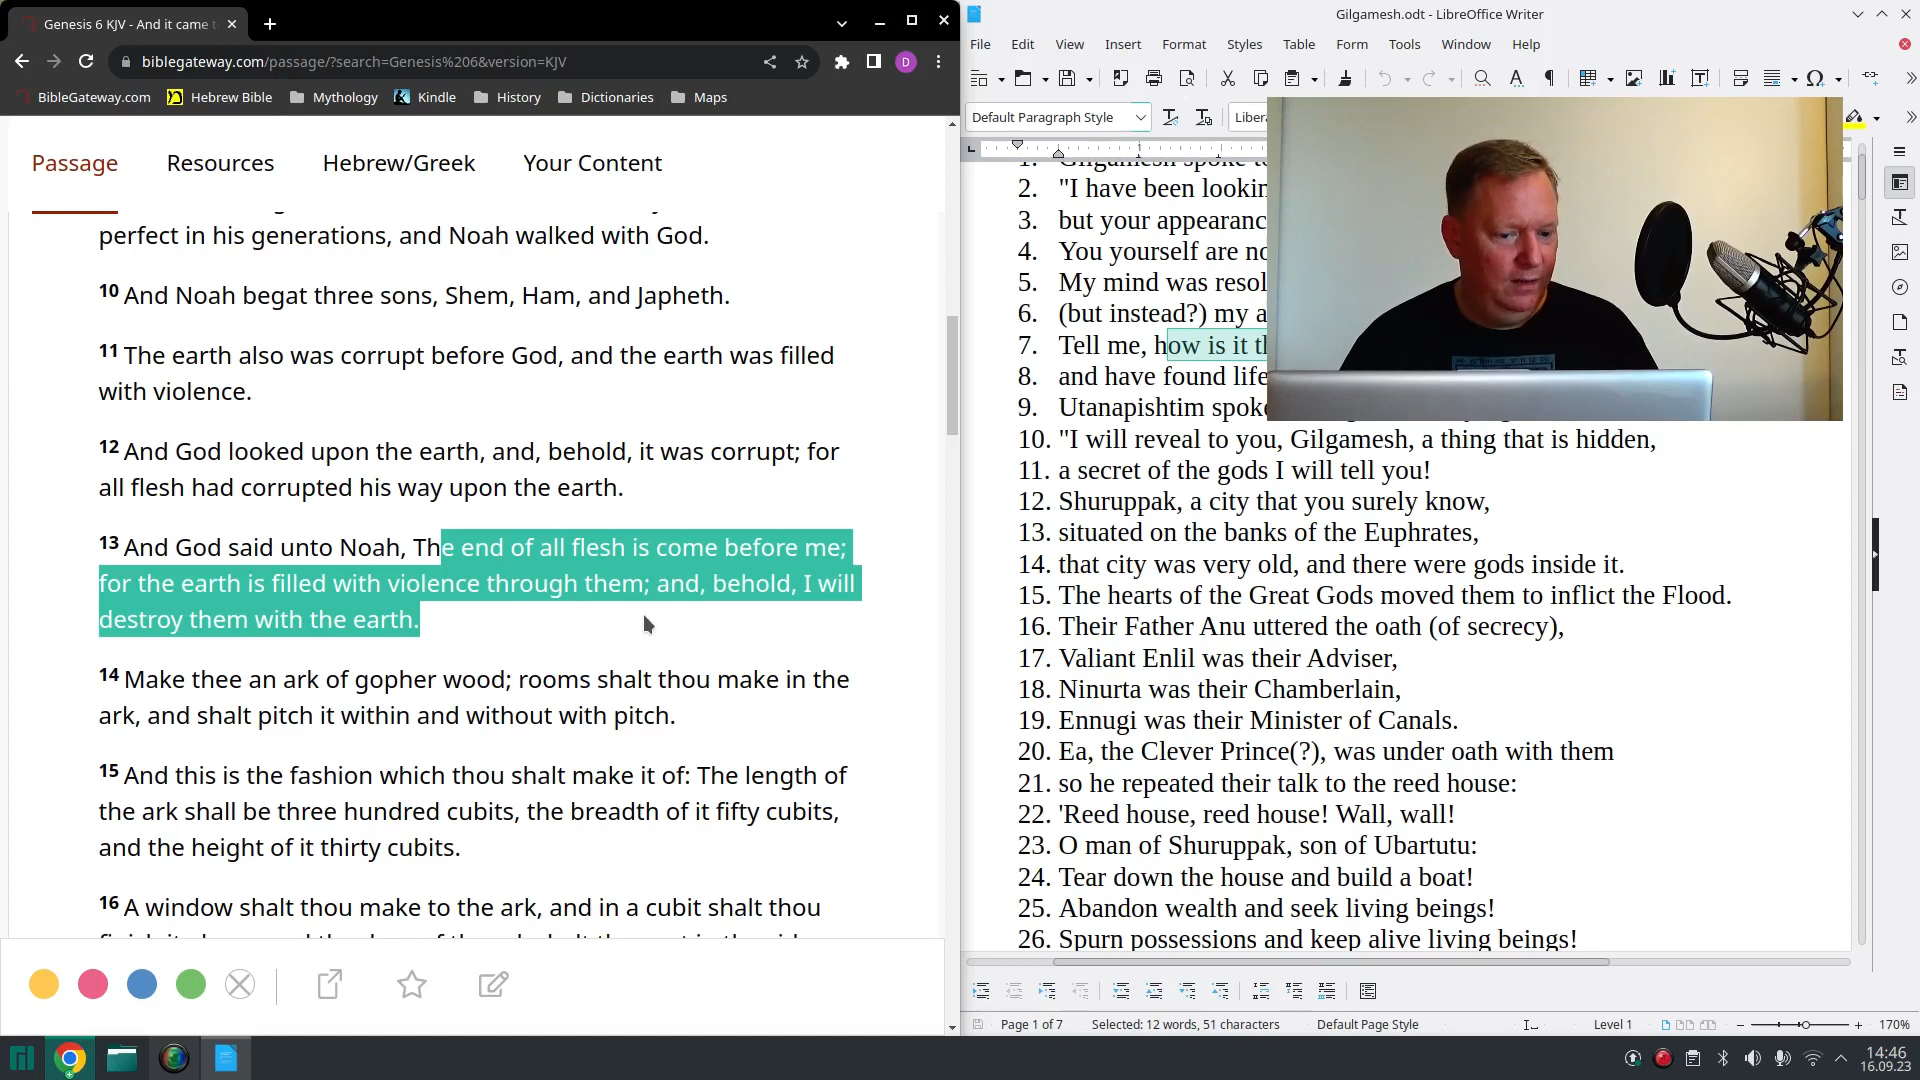 Genesis 6 KJV - And it came t
biblegateway.com/passage/?search=Genesis%206&version=KJV
D
BibleGateway.com Hebrew Bible Mythology Kindle History Dictionaries Maps
Passage Resources Hebrew/Greek Your Content
perfect in his generations, and Noah walked with God.
10 And Noah begat three sons, Shem, Ham, and Japheth.
11 The earth also was corrupt before God, and the earth was filled
with violence.
12 And God looked upon the earth, and, behold, it was corrupt; for
all flesh had corrupted his way upon the earth.
13 And God said unto Noah, The end of all flesh is come before me;
for the earth is filled with violence through them; and, behold, I will
destroy them with the earth.
14 Make thee an ark of gopher wood; rooms shalt thou make in the
ark, and shalt pitch it within and without with pitch.
15 And this is the fashion which thou shalt make it of: The length of
the ark shall be three hundred cubits, the breadth of it fifty cubits,
and the height of it thirty cubits.
16 A window shalt thou make to the ark, and in a cubit shalt thou
Gilgamesh.odt - LibreOffice Writer
File Edit View Insert Format Styles Table Form Tools Window Help
Default Paragraph Style Libera
1. Gilgamesh spoke to
2. "I have been lookin
3. but your appearanc
4. You yourself are no
5. My mind was resol
6. (but instead?) my a
7. Tell me, how is it th
8. and have found life
9. Utanapishtim spoke
10. "I will reveal to you, Gilgamesh, a thing that is hidden,
11. a secret of the gods I will tell you!
12. Shuruppak, a city that you surely know,
13. situated on the banks of the Euphrates,
14. that city was very old, and there were gods inside it.
15. The hearts of the Great Gods moved them to inflict the Flood.
16. Their Father Anu uttered the oath (of secrecy),
17. Valiant Enlil was their Adviser,
18. Ninurta was their Chamberlain,
19. Ennugi was their Minister of Canals.
20. Ea, the Clever Prince(?), was under oath with them
21. so he repeated their talk to the reed house:
22. 'Reed house, reed house! Wall, wall!
23. O man of Shuruppak, son of Ubartutu:
24. Tear down the house and build a boat!
25. Abandon wealth and seek living beings!
26. Spurn possessions and keep alive living beings!
Page 1 of 7 Selected: 12 words, 51 characters Default Page Style Level 1 170%
14:46
16.09.23